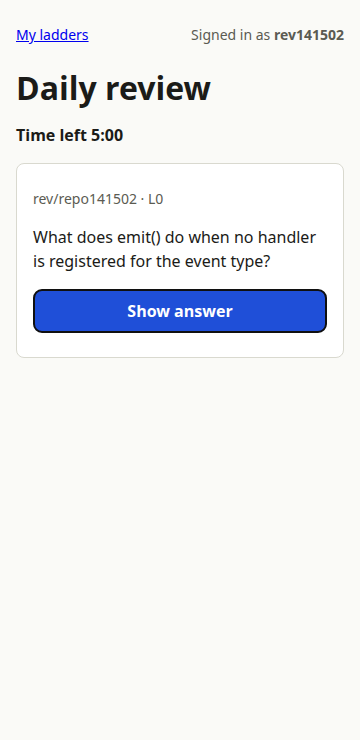 My ladders
Signed in as rev141502
Daily review
Time left 5:00
rev/repo141502 · L0
What does emit() do when no handler
is registered for the event type?
Show answer